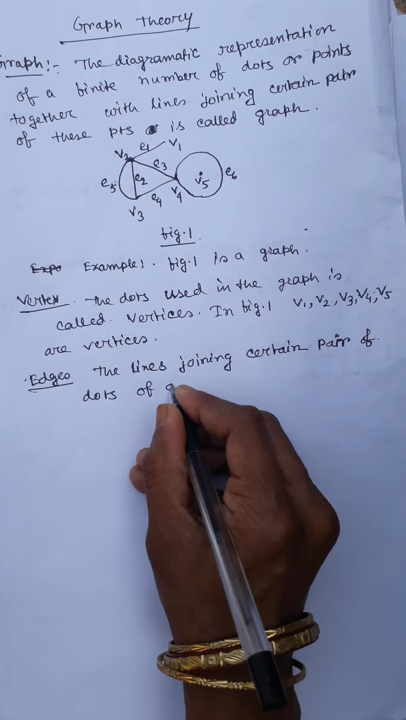 Graph Theory
Graph:- The diagramatic representation
of a finite number of dots or points
together with lines joining certain pair
of these pts is called graph.
V2 e1 V1
e3
e5 e2 V5 e6
e4 V4
V3
fig.1
Example: . fig.1 is a graph.
Vertex. The dots used in the graph is
called vertices. In fig.1 V1, V2, V3, V4, V5
are vertices.
Edges The lines joining certain pair of
dots of